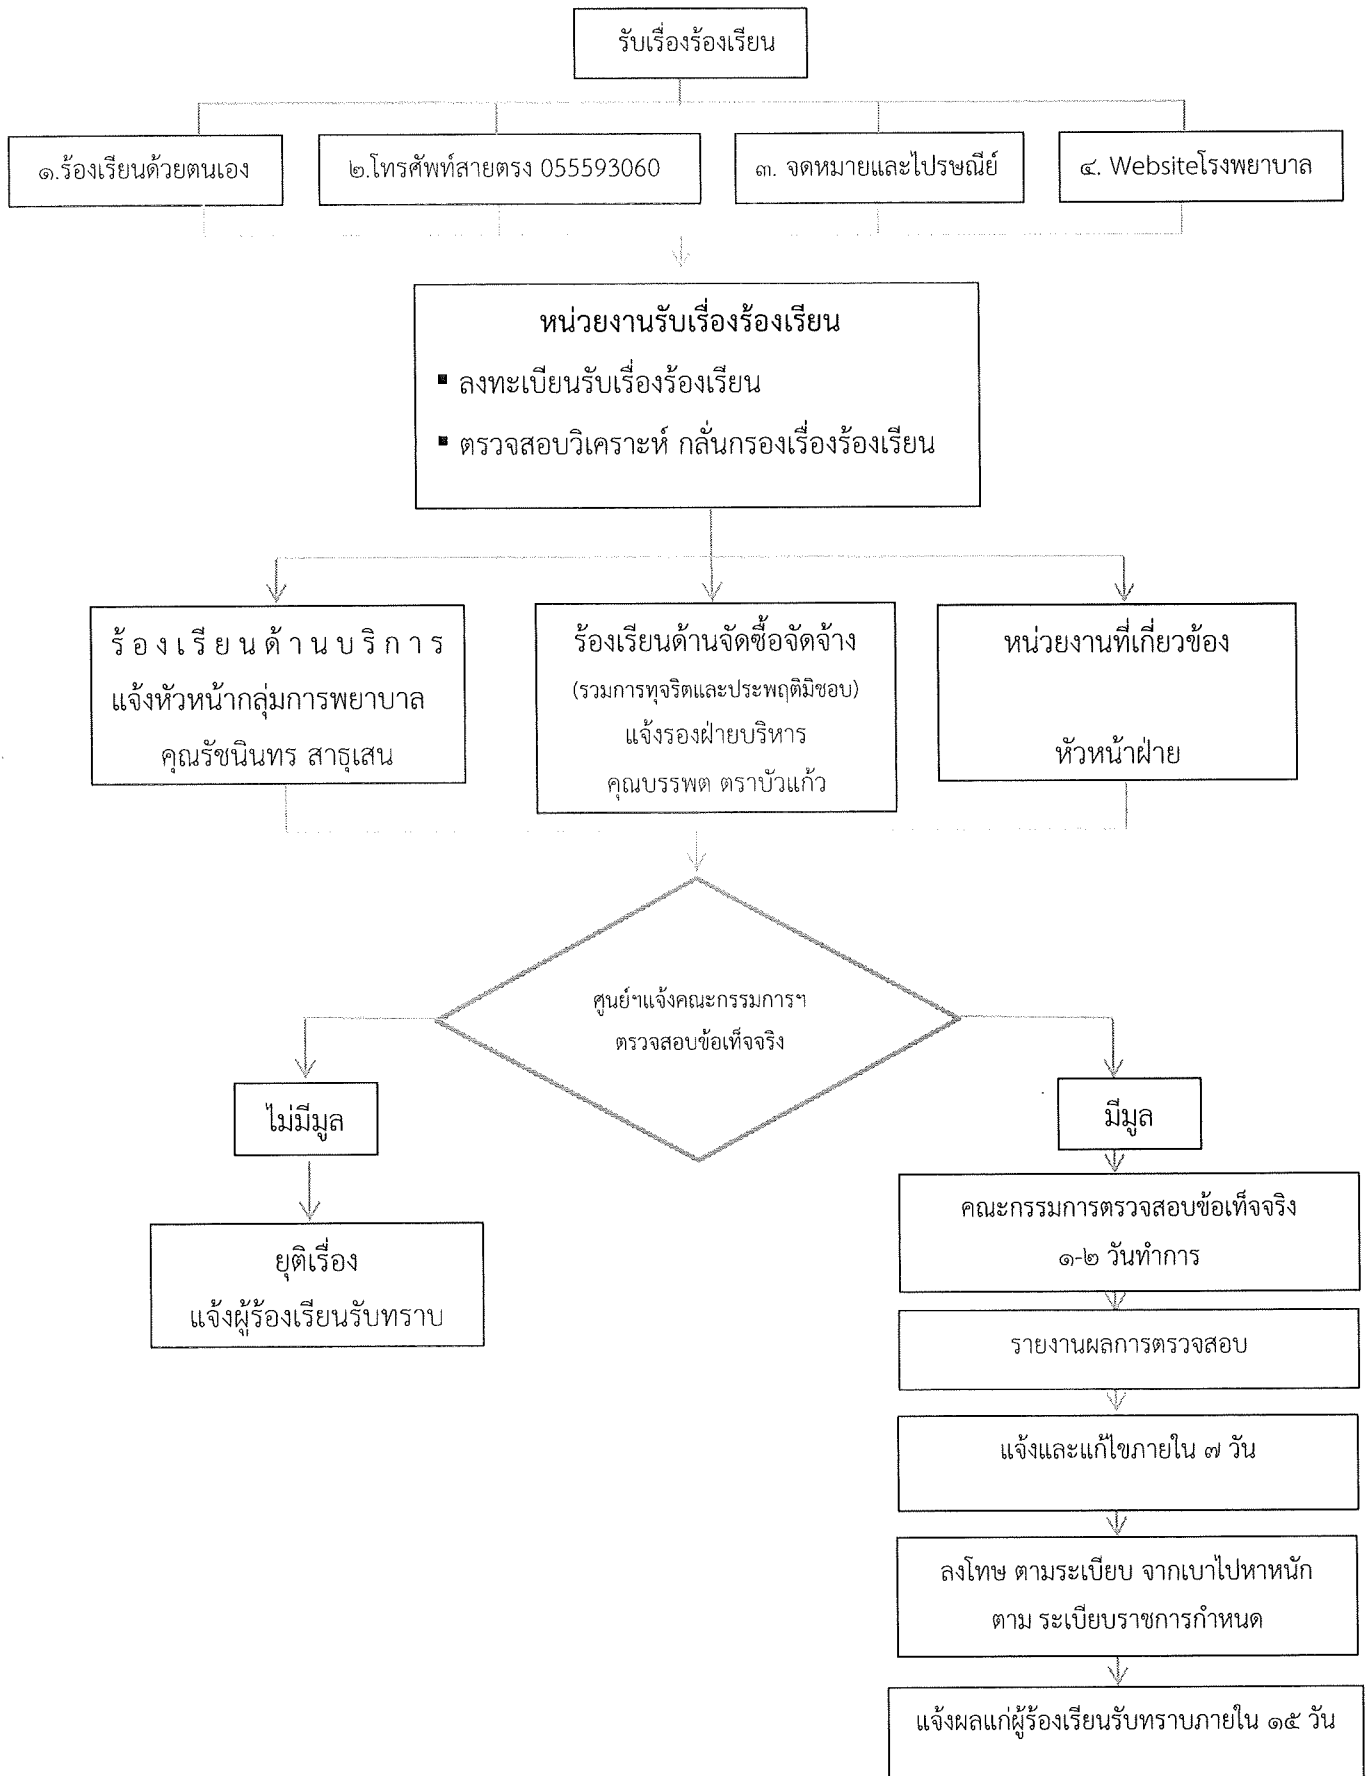 รับเรื่องร้องเรียน
๑.ร้องเรียนด้วยตนเอง
๒.โทรศัพท์สายตรง 055593060
๓. จดหมายและไปรษณีย์
๔. Websiteโรงพยาบาล
หน่วยงานรับเรื่องร้องเรียน
▪ ลงทะเบียนรับเรื่องร้องเรียน
▪ ตรวจสอบวิเคราะห์ กลั่นกรองเรื่องร้องเรียน
ร้องเรียนด้านบริการ
แจ้งหัวหน้ากลุ่มการพยาบาล
คุณรัชนินทร สาธุเสน
ร้องเรียนด้านจัดซื้อจัดจ้าง
(รวมการทุจริตและประพฤติมิชอบ)
แจ้งรองฝ่ายบริหาร
คุณบรรพต ตราบัวแก้ว
หน่วยงานที่เกี่ยวข้อง
หัวหน้าฝ่าย
ศูนย์ฯแจ้งคณะกรรมการฯ
ตรวจสอบข้อเท็จจริง
ไม่มีมูล
ยุติเรื่อง
แจ้งผู้ร้องเรียนรับทราบ
มีมูล
คณะกรรมการตรวจสอบข้อเท็จจริง
๑-๒ วันทำการ
รายงานผลการตรวจสอบ
แจ้งและแก้ไขภายใน ๗ วัน
ลงโทษ ตามระเบียบ จากเบาไปหาหนัก
ตาม ระเบียบราชการกำหนด
แจ้งผลแก่ผู้ร้องเรียนรับทราบภายใน ๑๕ วัน